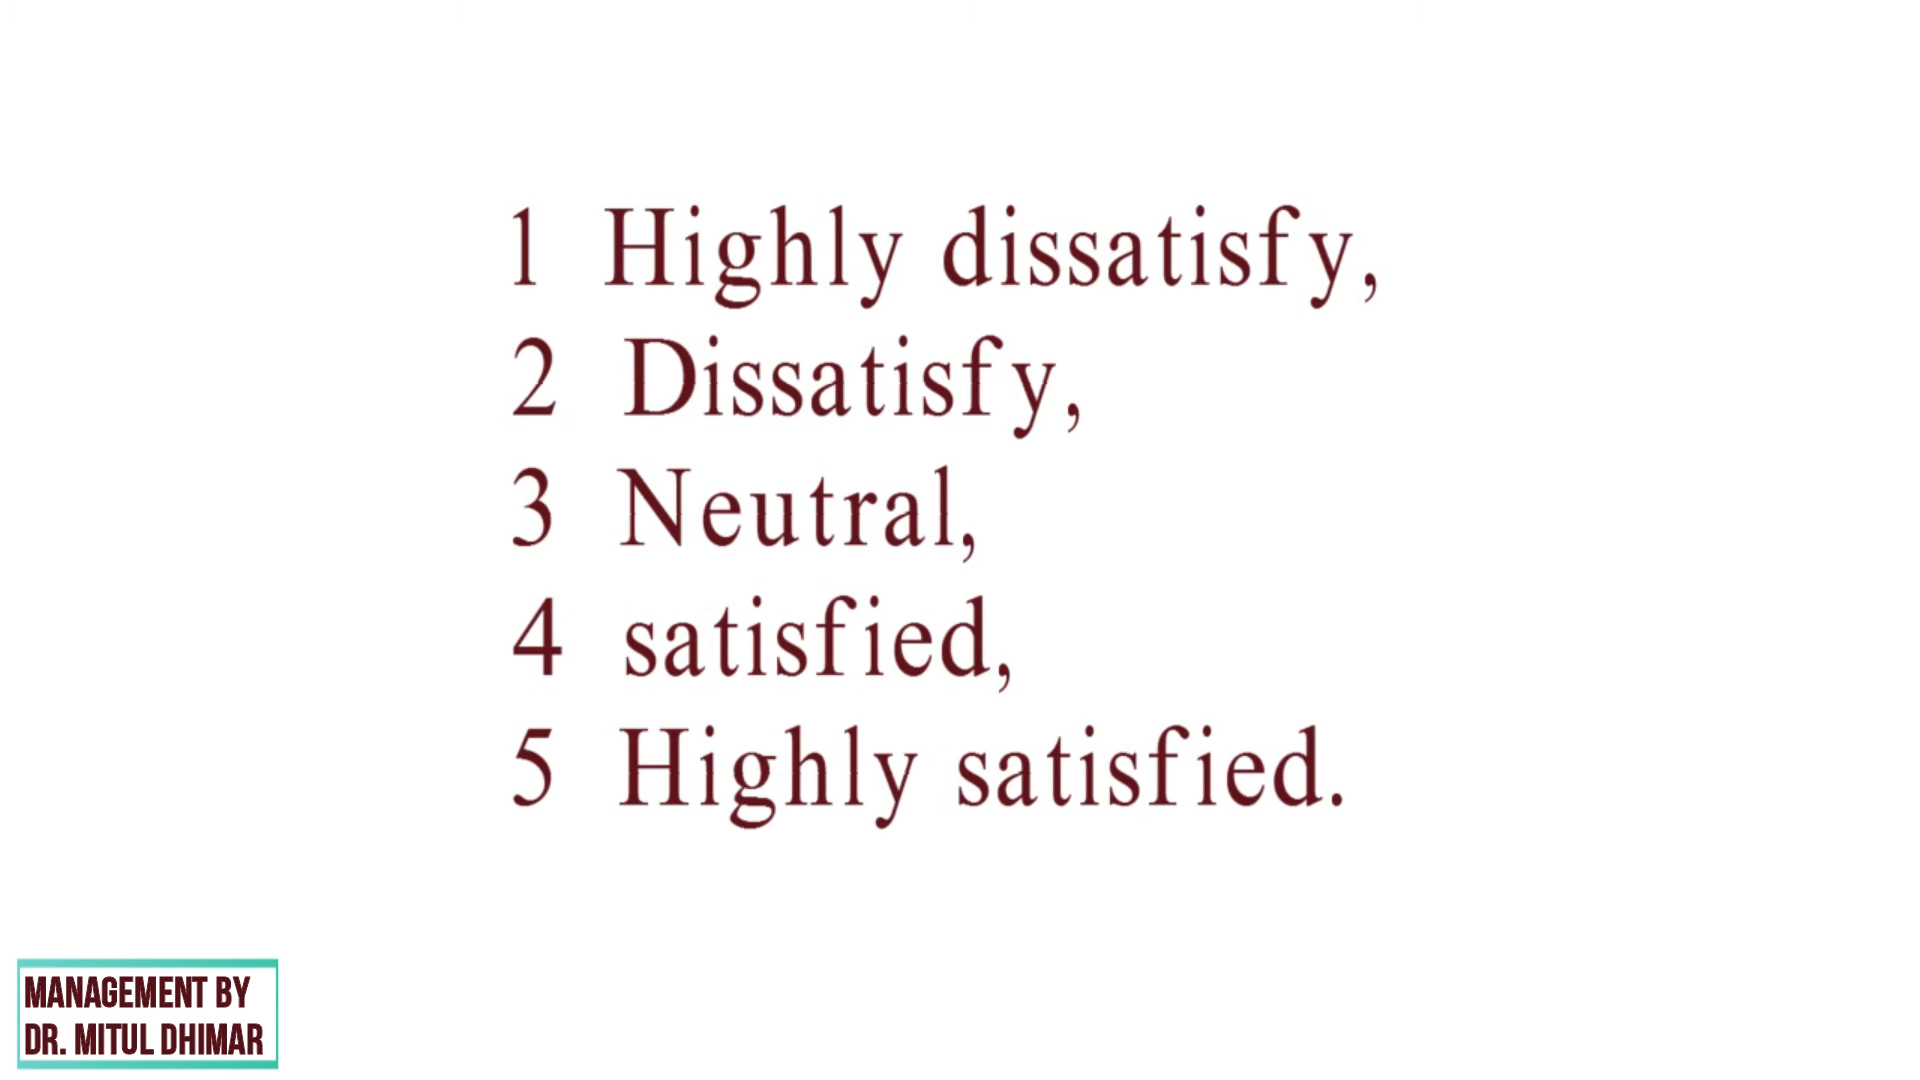 1 Highly dissatisfy,
2 Dissatisfy,
3 Neutral,
4 satisfied,
5 Highly satisfied.
MANAGEMENT BY
DR. MITUL DHIMAR